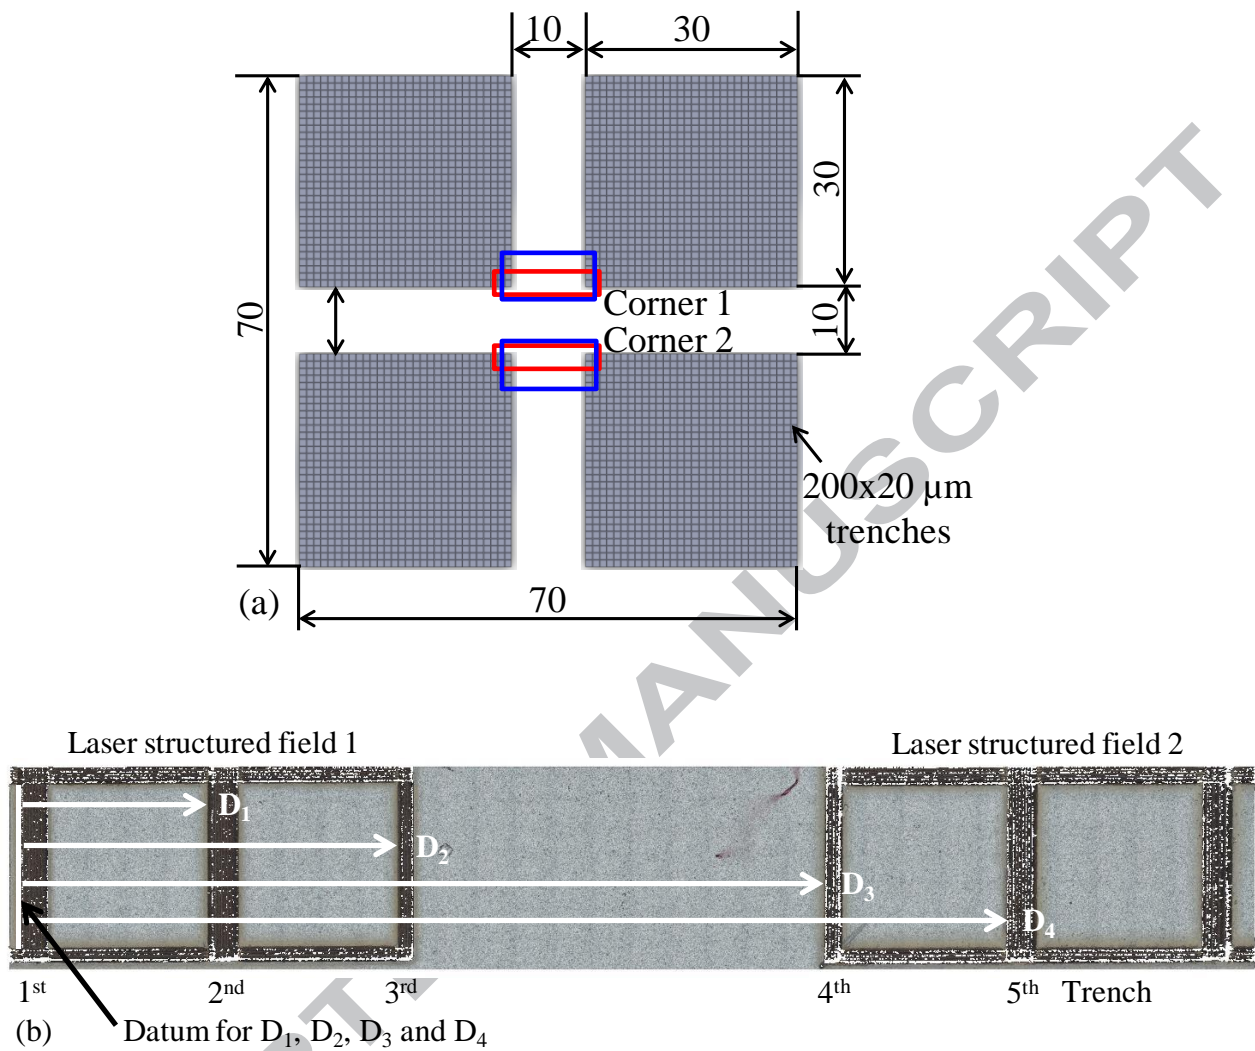 10
30
30
70
Corner 1
10
Corner 2
200x20 µm
trenches
(a)
70
MANUSCRIPT
Laser structured field 1
Laser structured field 2
D1
D2
D3
D4
1st
2nd
3rd
4th
5th Trench
(b)
Datum for D1, D2, D3 and D4